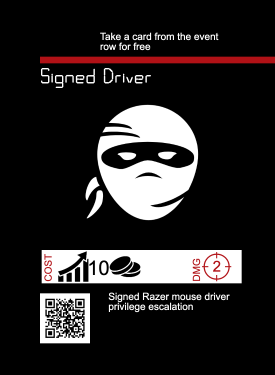 Take a card from the event
row for free
Signed Driver
COST
10
DMG
2
Signed Razer mouse driver
privilege escalation